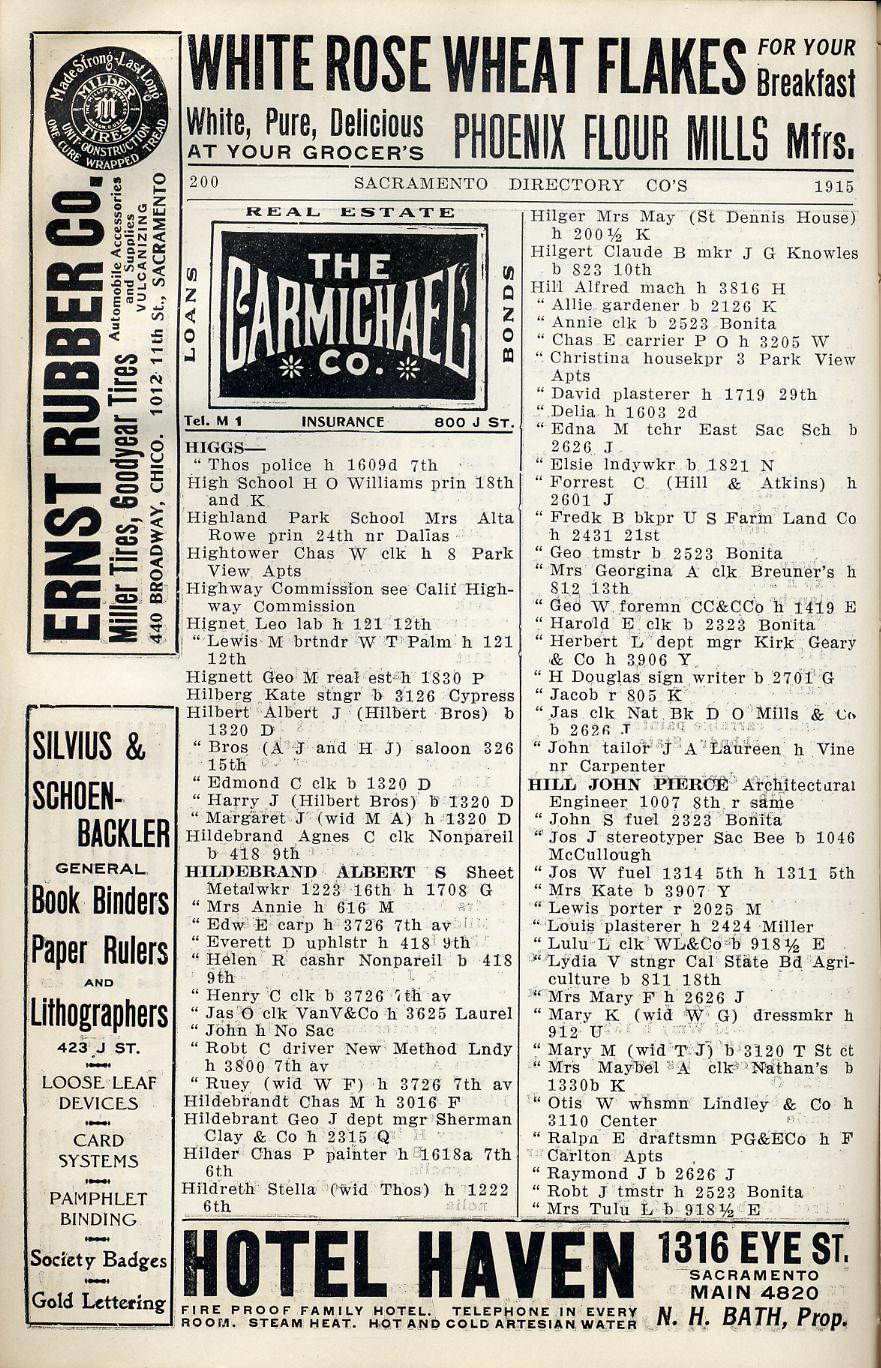 WHITE ROSE WHEAT FLAKES FOR YOUR Breakfast
White, Pure, Delicious
AT YOUR GROCER'S
PHOENIX FLOUR MILLS Mfrs.
200 SACRAMENTO DIRECTORY CO'S 1915
Made Strong-Last Long
MILLER
M
TIRES
UNIT-CONSTRUCTION
ONE CURE WRAPPED TREAD
ERNST RUBBER CO.
Miller Tires, Goodyear Tires
Automobile Accessories
and Supplies
VULCANIZING
440 BROADWAY, CHICO. 1012 11th St., SACRAMENTO
SILVIUS &
SCHOEN-
BACKLER
GENERAL
Book Binders
Paper Rulers
AND
Lithographers
423 J ST.
LOOSE LEAF
DEVICES
CARD
SYSTEMS
PAMPHLET
BINDING
Society Badges
Gold Lettering
REAL ESTATE
LOANS
THE
CARMICHAEL
CO.
BONDS
Tel. M 1 INSURANCE 800 J ST.
HIGGS—
" Thos police h 1609d 7th
High School H O Williams prin 18th
and K
Highland Park School Mrs Alta
Rowe prin 24th nr Dallas
Hightower Chas W clk h 8 Park
View Apts
Highway Commission see Calif High-
way Commission
Hignet Leo lab h 121 12th
" Lewis M brtndr W T Palm h 121
12th
Hignett Geo M real est h 1830 P
Hilberg Kate stngr b 3126 Cypress
Hilbert Albert J (Hilbert Bros) b
1320 D
" Bros (A J and H J) saloon 326
15th
" Edmond C clk b 1320 D
" Harry J (Hilbert Bros) b 1320 D
" Margaret J (wid M A) h 1320 D
Hildebrand Agnes C clk Nonpareil
b 418 9th
HILDEBRAND ALBERT S Sheet
Metalwkr 1223 16th h 1708 G
" Mrs Annie h 616 M
" Edw E carp h 3726 7th av
" Everett D uphlstr h 418 9th
" Helen R cashr Nonpareil b 418
9th
" Henry C clk b 3726 7th av
" Jas O clk VanV&Co h 3625 Laurel
" John h No Sac
" Robt C driver New Method Lndy
h 3800 7th av
" Ruey (wid W F) h 3726 7th av
Hildebrandt Chas M h 3016 F
Hildebrant Geo J dept mgr Sherman
Clay & Co h 2315 Q
Hilder Chas P painter h 1618a 7th
6th
Hildreth Stella (wid Thos) h 1222
6th
Hilger Mrs May (St Dennis House)
h 200½ K
Hilgert Claude B mkr J G Knowles
b 823 10th
Hill Alfred mach h 3816 H
" Allie gardener b 2126 K
" Annie clk b 2523 Bonita
" Chas E carrier P O h 3205 W
" Christina housekpr 3 Park View
Apts
" David plasterer h 1719 29th
" Delia h 1603 2d
" Edna M tchr East Sac Sch b
2626 J
" Elsie lndywkr b 1821 N
" Forrest C (Hill & Atkins) h
2601 J
" Fredk B bkpr U S Farm Land Co
h 2431 21st
" Geo tmstr b 2523 Bonita
" Mrs Georgina A clk Breuner's h
812 13th
" Geo W foremn CC&CCo h 1419 E
" Harold E clk b 2323 Bonita
" Herbert L dept mgr Kirk Geary
& Co h 3906 Y
" H Douglas sign writer b 2701 G
" Jacob r 805 K
" Jas clk Nat Bk D O Mills & Co
b 2626 J
" John tailor J A Laureen h Vine
nr Carpenter
HILL JOHN PIERCE Architectural
Engineer 1007 8th r same
" John S fuel 2323 Bonita
" Jos J stereotyper Sac Bee b 1046
McCullough
" Jos W fuel 1314 5th h 1311 5th
" Mrs Kate b 3907 Y
" Lewis porter r 2025 M
" Louis plasterer h 2424 Miller
" Lulu L clk WL&Co b 918½ E
" Lydia V stngr Cal State Bd Agri-
culture b 811 18th
" Mrs Mary F h 2626 J
" Mary K (wid W G) dressmkr h
912 U
" Mary M (wid T J) b 3120 T St ct
" Mrs Maybel A clk Nathan's b
1330b K
" Otis W whsmn Lindley & Co h
3110 Center
" Ralph E draftsmn PG&ECo h F
Carlton Apts
" Raymond J b 2626 J
" Robt J tmstr h 2523 Bonita
" Mrs Tulu L b 918½ E
HOTEL HAVEN
FIRE PROOF FAMILY HOTEL. TELEPHONE IN EVERY
ROOM. STEAM HEAT. HOT AND COLD ARTESIAN WATER
1316 EYE ST.
SACRAMENTO
MAIN 4820
N. H. BATH, Prop.